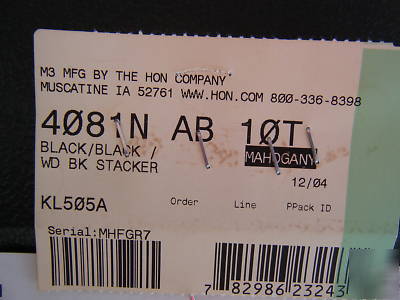 M3 MFG BY THE HON COMPANY
MUSCATINE IA 52761 WWW.HON.COM 800-336-8398
4081N AB 10T
BLACK/BLACK / MAHOGANY
WD BK STACKER
12/04
KL505A Order Line PPack ID
Serial:MHFGR7
7 82986 23243